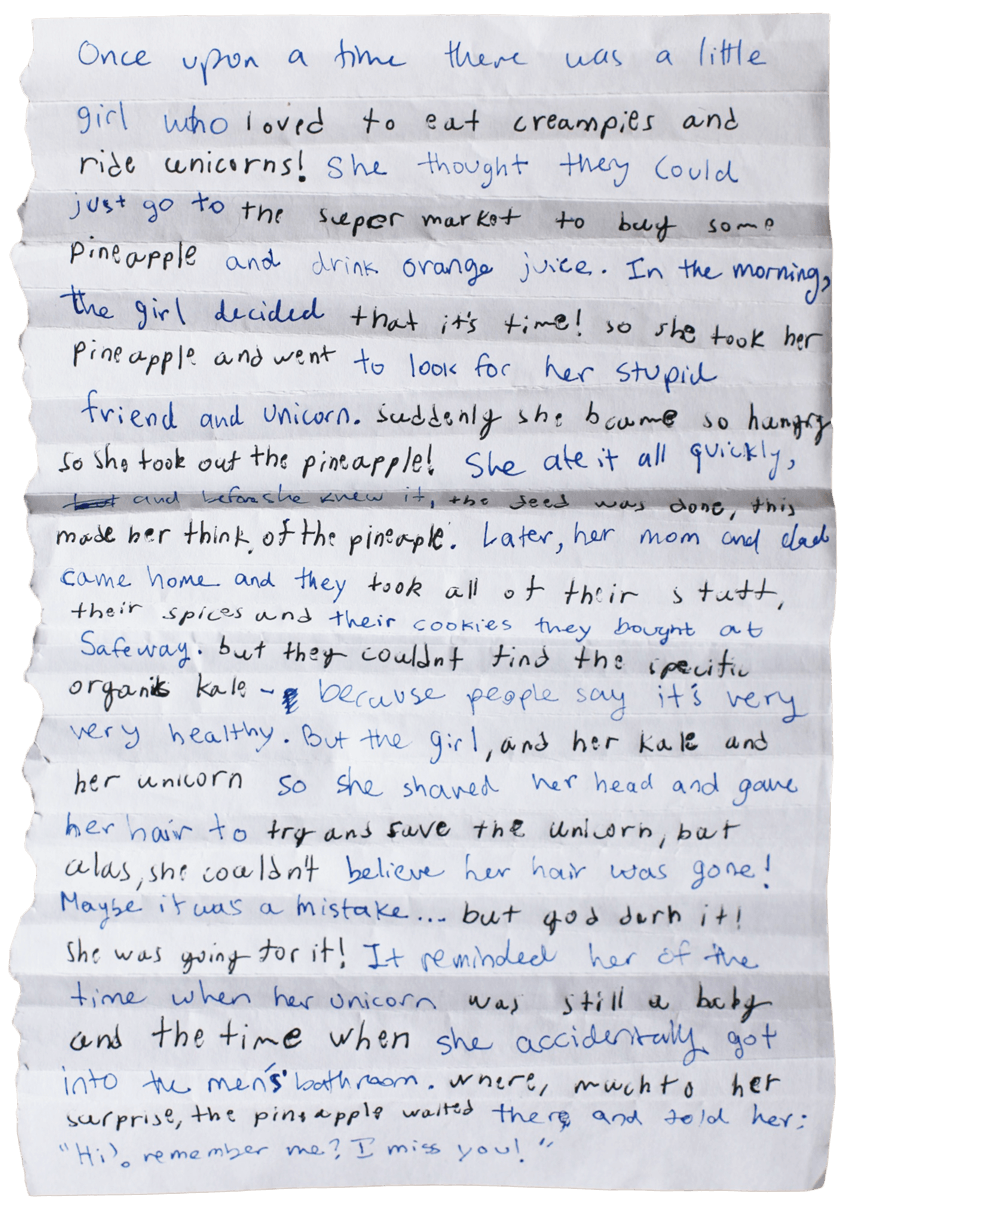 Once upon a time there was a little
girl who loved to eat creampies and
ride unicorns! She thought they could
just go to the super market to buy some
pineapple and drink orange juice. In the morning,
the girl decided that it's time! so she took her
pineapple and went to look for her stupid
friend and unicorn. suddenly she bcame so hangry
so she took out the pineapple! She ate it all quickly,
and before she knew it, the deed was done, this
made her think of the pineaple. Later, her mom and dad
came home and they took all of their stuff,
their spices and their cookies they bought at
Safeway. but they couldnt find the specific
organik kale - because people say it's very
very healthy. But the girl, and her kale and
her unicorn so she shaved her head and gave
her hair to try and save the unicorn, but
alas, she couldn't believe her hair was gone!
Maybe it was a mistake... but god durh it!
She was going for it! It reminded her of the
time when her unicorn was still a baby
and the time when she accidentally got
into the men's bathroom. where, much to her
surprise, the pineapple waited there and told her:
"Hi!, remember me? I miss you!"